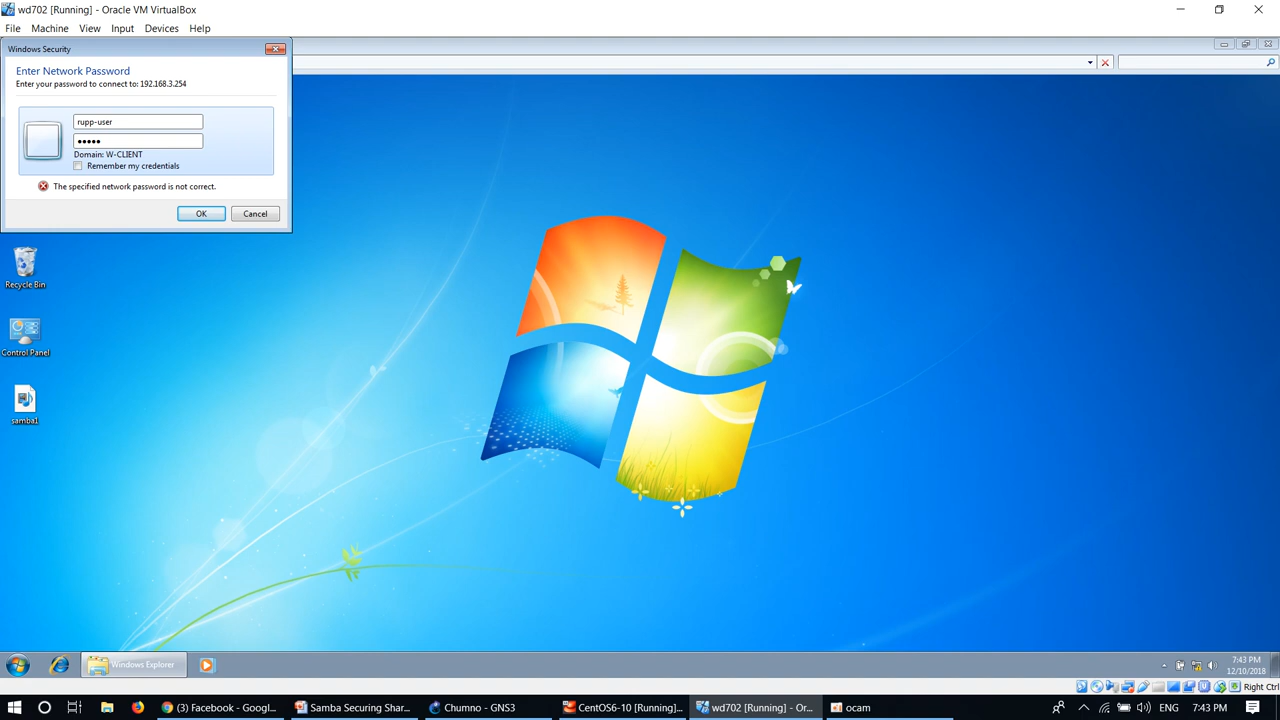 wd702 [Running] - Oracle VM VirtualBox
File Machine View Input Devices Help
Windows Security
Enter Network Password
Enter your password to connect to: 192.168.3.254
rupp-user
Domain: W-CLIENT
Remember my credentials
The specified network password is not correct.
OK Cancel
Recycle Bin
Control Panel
samba1
Windows Explorer
7:43 PM
12/10/2018
Right Ctrl
(3) Facebook - Googl...
Samba Securing Shar...
Chumno - GNS3
CentOS6-10 [Running]...
wd702 [Running] - Or...
ocam
ENG
7:43 PM